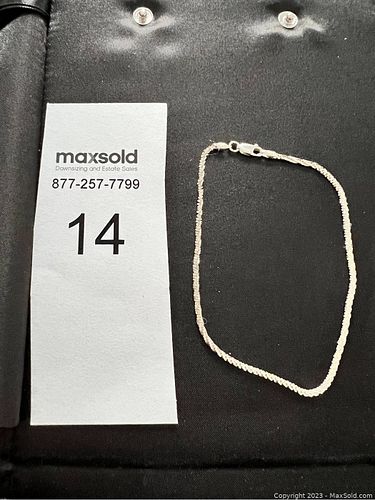 maxsold
Downsizing and Estate Sales
877-257-7799
14
Copyright 2023 - MaxSold.com